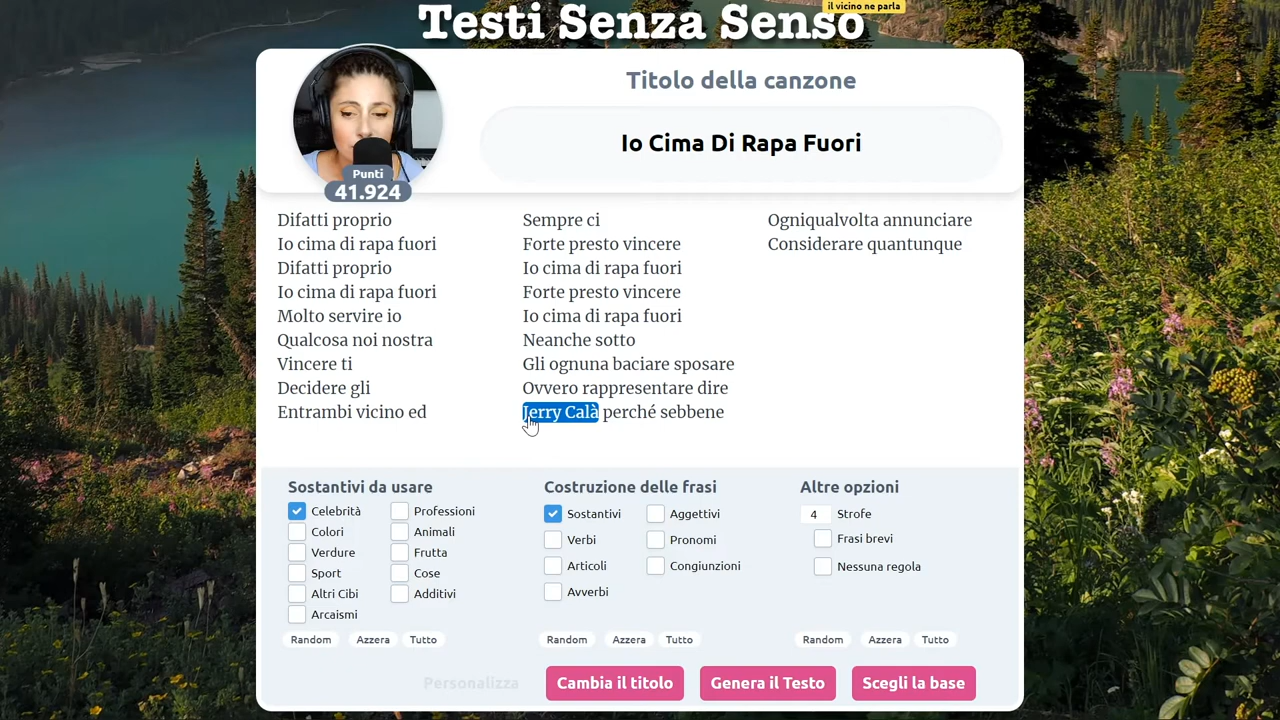 il vicino ne parla
Testi Senza Senso
Titolo della canzone
Io Cima Di Rapa Fuori
Punti
41.924
Difatti proprio
Io cima di rapa fuori
Difatti proprio
Io cima di rapa fuori
Molto servire io
Qualcosa noi nostra
Vincere ti
Decidere gli
Entrambi vicino ed
Sempre ci
Forte presto vincere
Io cima di rapa fuori
Forte presto vincere
Io cima di rapa fuori
Neanche sotto
Gli ognuna baciare sposare
Ovvero rappresentare dire
Jerry Calà perché sebbene
Ogniqualvolta annunciare
Considerare quantunque
Sostantivi da usare
Celebrità
Professioni
Colori
Animali
Verdure
Frutta
Sport
Cose
Altri Cibi
Additivi
Arcaismi
Random
Azzera
Tutto
Costruzione delle frasi
Sostantivi
Aggettivi
Verbi
Pronomi
Articoli
Congiunzioni
Avverbi
Random
Azzera
Tutto
Altre opzioni
4 Strofe
Frasi brevi
Nessuna regola
Random
Azzera
Tutto
Personalizza
Cambia il titolo
Genera il Testo
Scegli la base